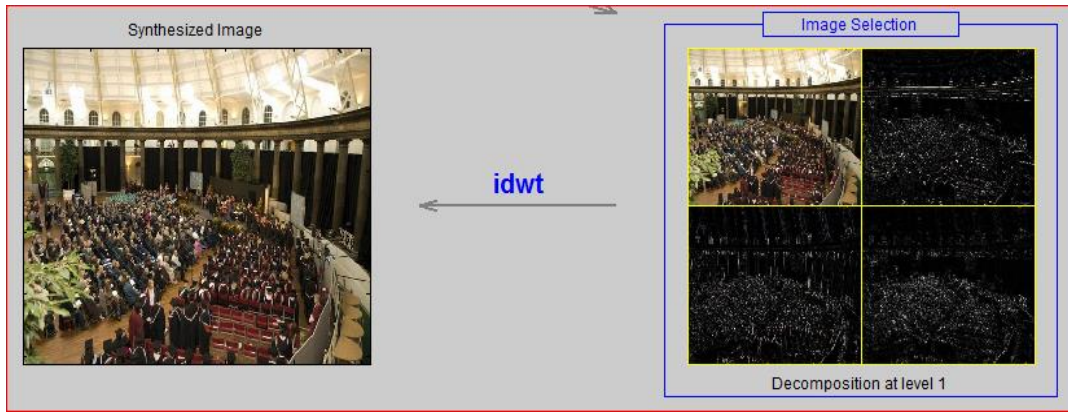 Synthesized Image
Image Selection
idwt
Decomposition at level 1